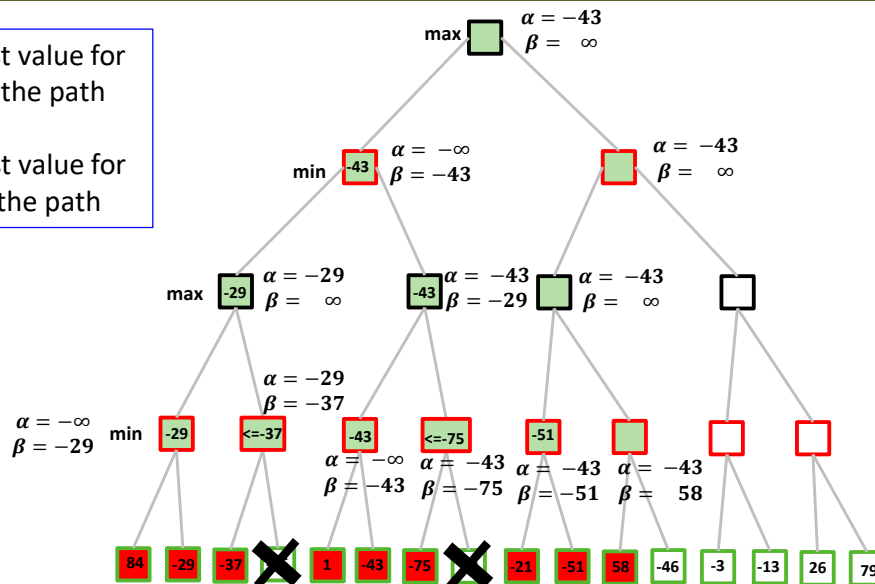 st value for
the path
st value for
the path
max
α = −43
β = ∞
min
-43
α = −∞
β = −43
α = −43
β = ∞
max
-29
α = −29
β = ∞
-43
α = −43
β = −29
α = −43
β = ∞
α = −∞
β = −29
min
-29
α = −29
β = −37
<=-37
-43
α = −∞
β = −43
<=-75
α = −43
β = −75
-51
α = −43
β = −51
α = −43
β = 58
84
-29
-37
1
-43
-75
-21
-51
58
-46
-3
-13
26
79